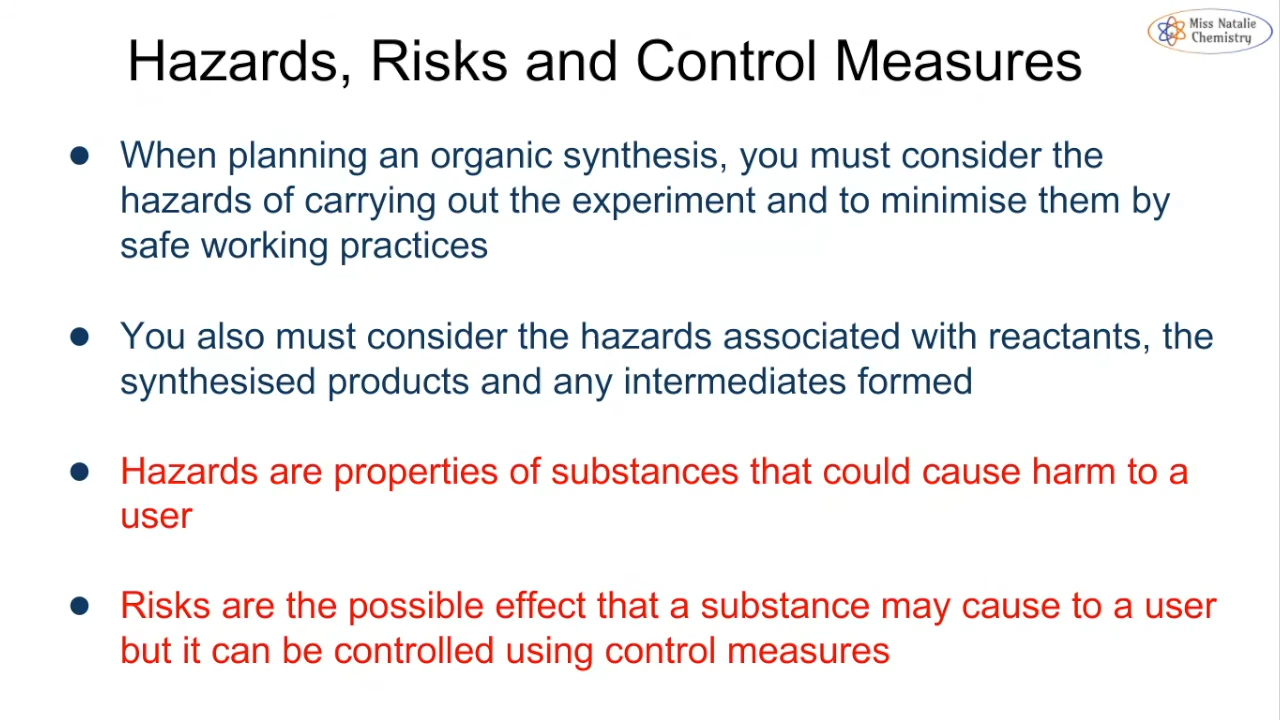 Miss Natalie
Chemistry
Hazards, Risks and Control Measures
● When planning an organic synthesis, you must consider the
hazards of carrying out the experiment and to minimise them by
safe working practices
● You also must consider the hazards associated with reactants, the
synthesised products and any intermediates formed
● Hazards are properties of substances that could cause harm to a
user
● Risks are the possible effect that a substance may cause to a user
but it can be controlled using control measures